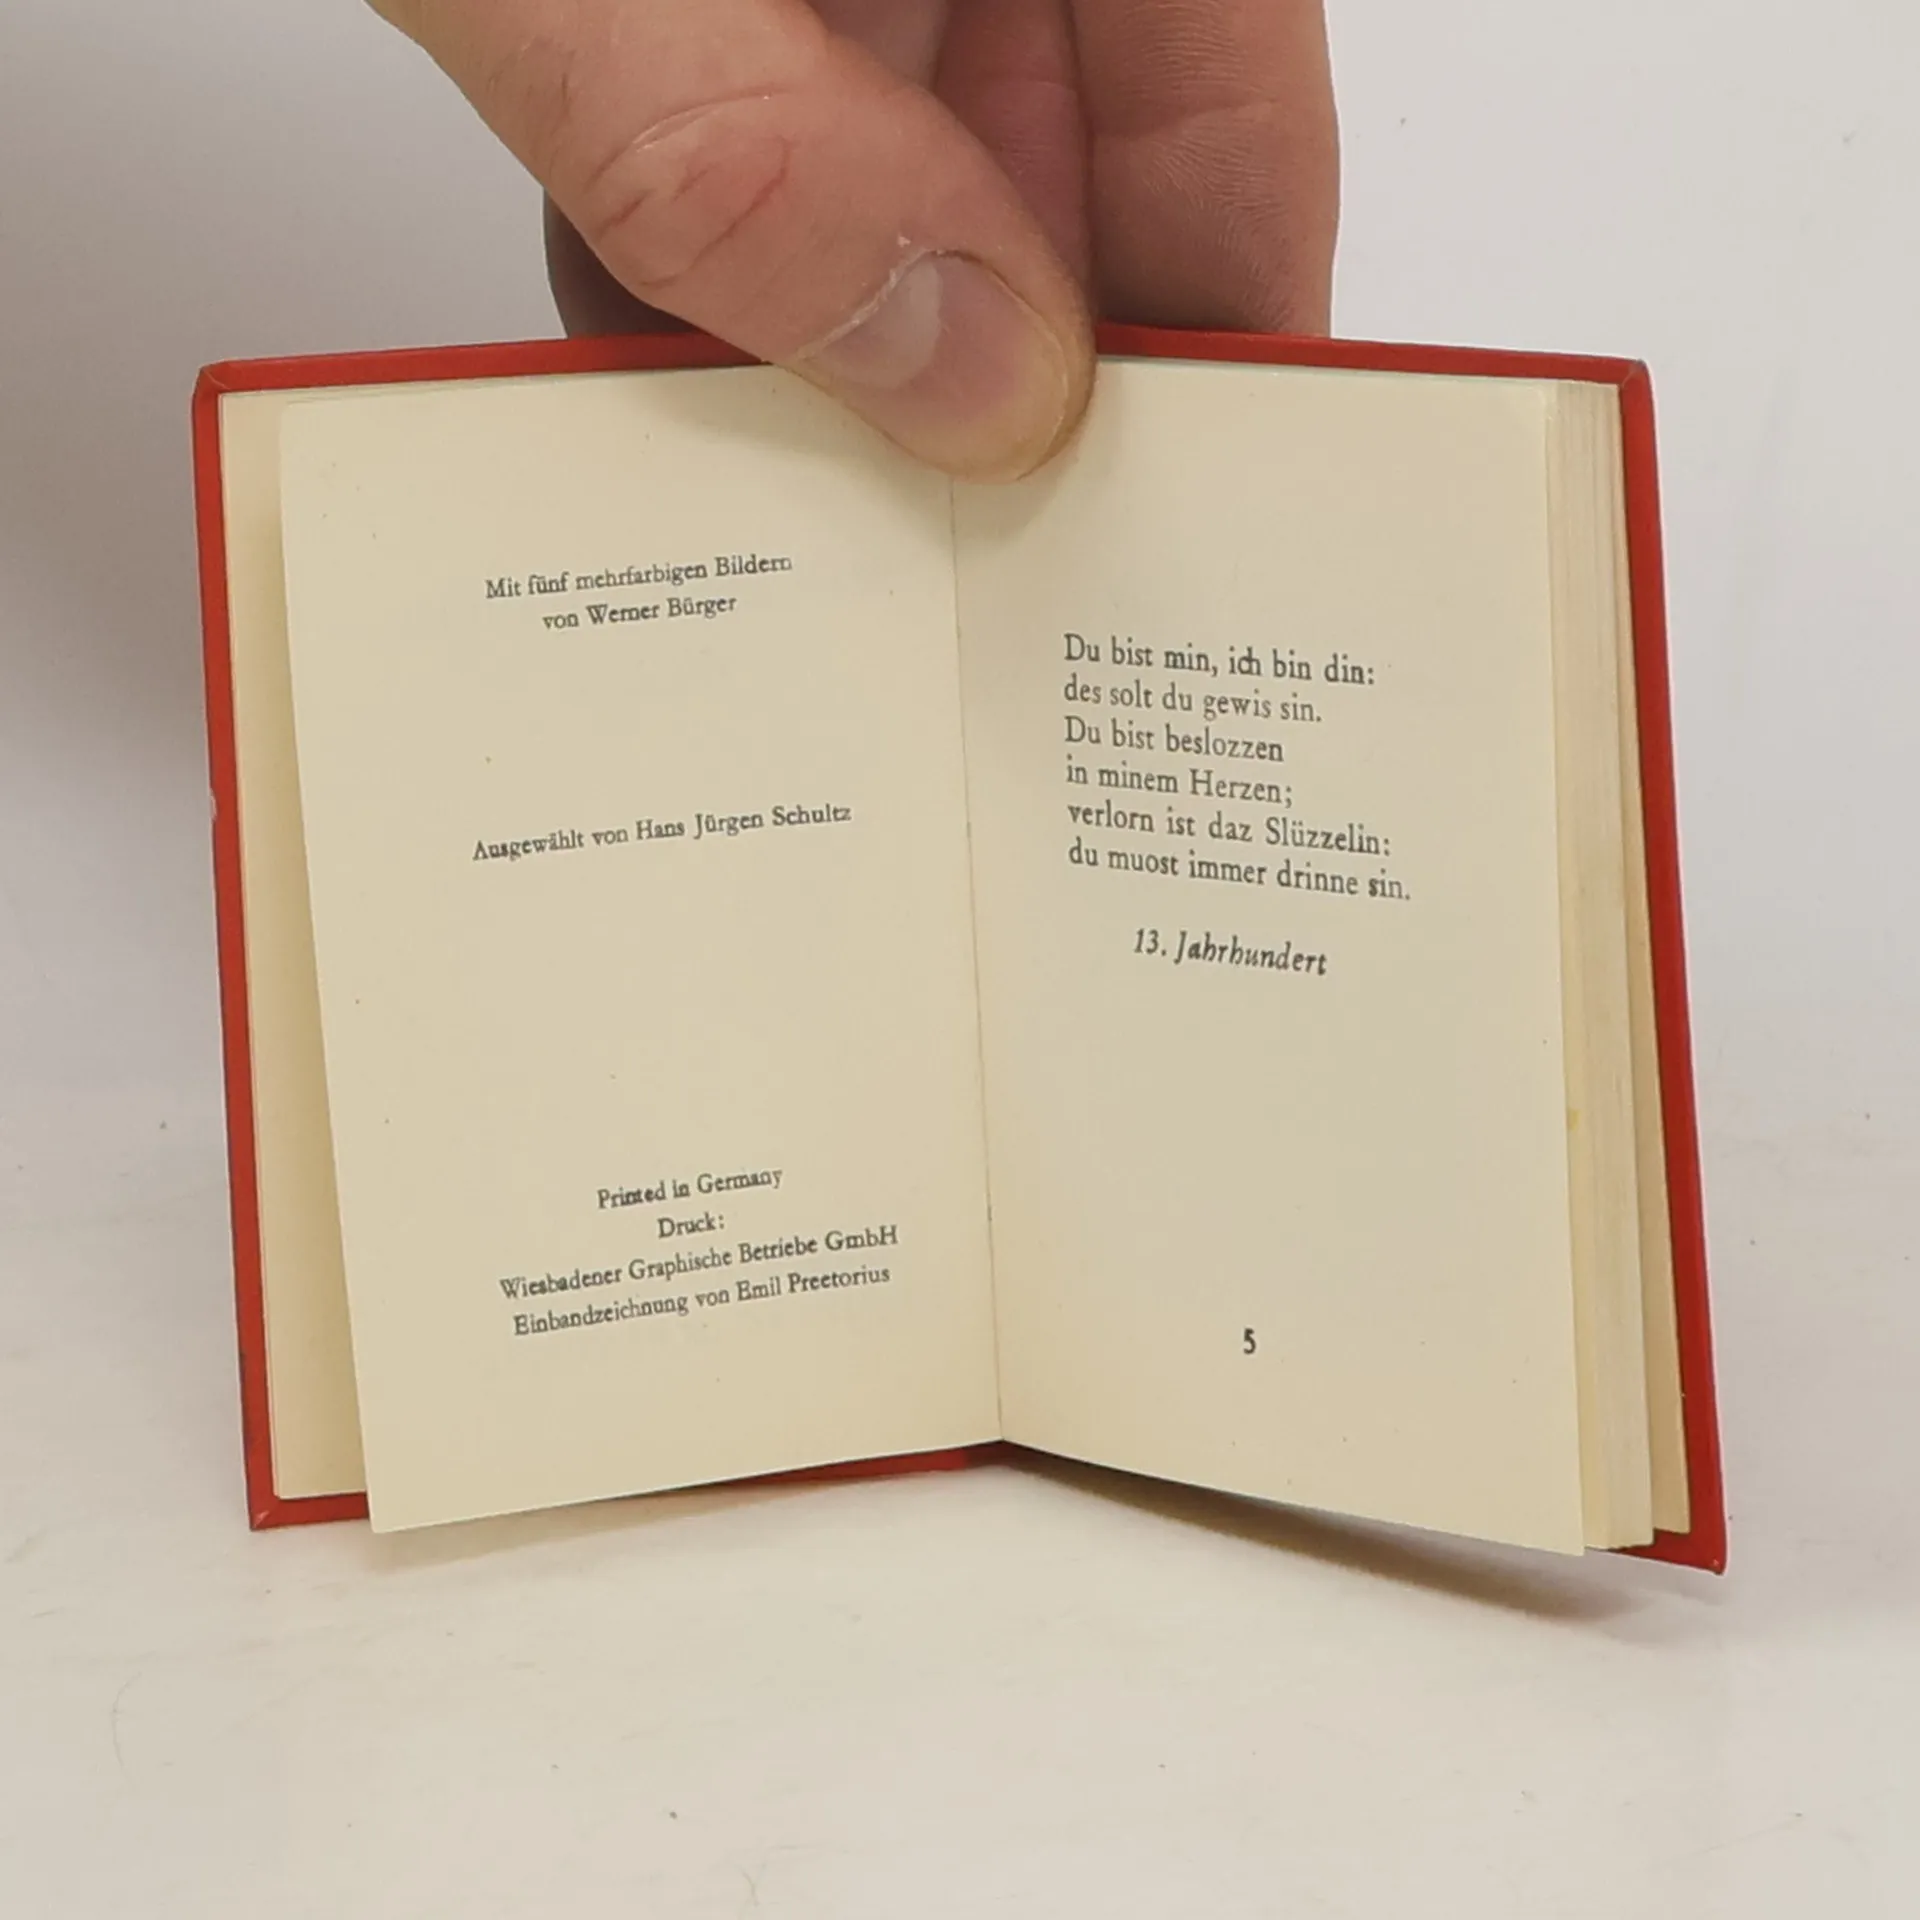 Mit fünf mehrfarbigen Bildern
von Werner Bürger
Ausgewählt von Hans Jürgen Schultz
Printed in Germany
Druck:
Wiesbadener Graphische Betriebe GmbH
Einbandzeichnung von Emil Preetorius
Du bist min, ich bin din:
des solt du gewis sin.
Du bist beslozzen
in minem Herzen;
verlorn ist daz Slüzzelin:
du muost immer drinne sin.
13. Jahrhundert
5